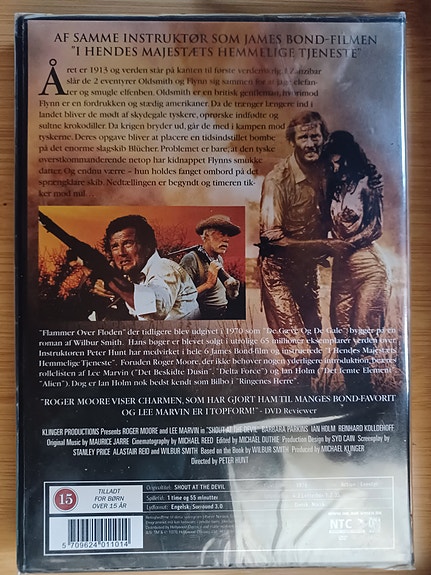 AF SAMME INSTRUKTØR SOM JAMES BOND-FILMEN
"I HENDES MAJESTÆTS HEMMELIGE TJENESTE"
Året er 1913 og verden står på kanten til første verdenskrig. I Zanzibar
slår de 2 eventyrer Oldsmith og Flynn sig sammen for at jage elefan-
ter og smugle elfenben. Oldsmith er en britisk gentleman, hvorimod
Flynn er en fordrukken og stædig amerikaner. Da de trænger længere ind i
landet bliver de mødt af skydegale tyskere, oprørske indfødte og
sultne krokodiller. Da krigen bryder ud, går de med i kampen mod
tyskerne. Deres opgave bliver at placere en tidsindstillet bombe
på det enorme slagskib Blücher. Problemet er bare, at den tyske
overstkommanderende netop har kidnappet Flynns smukke
datter. Og endnu værre – hun holdes fanget ombord på det
sprængklare skib. Nedtællingen er begyndt og timeren tik-
ker mod nul...
"Flammer Over Floden" der tidligere blev udgivet i 1976 som "De Gæve Og De Gale" bygger på en
roman af Wilbur Smith. Hans bøger er blevet solgt i utrolige 65 millioner eksemplarer verden over.
Instruktøren Peter Hunt har medvirket i hele 6 James Bond-film og instruerede "I Hendes Majestæts
Hemmelige Tjeneste". Foruden Roger Moore, der ikke behøver nogen yderligere introduktion, bæres
rollelisten af Lee Marvin ("Det Beskidte Dusin", "Delta Force") og Ian Holm ("Det femte Element",
"Alien"). Dog er Ian Holm nok bedst kendt som Bilbo i "Ringenes Herre".
"ROGER MOORE VISER CHARMEN, SOM HAR GJORT HAM TIL MANGES BOND-FAVORIT
OG LEE MARVIN ER I TOPFORM!" - DVD Reviewer
KLINGER PRODUCTIONS Presents ROGER MOORE and LEE MARVIN in "SHOUT AT THE DEVIL" BARBARA PARKINS, IAN HOLM, REINHARD KOLLDEHOFF
Original Music by MAURICE JARRE Cinematography by MICHAEL REED Edited by MICHAEL DUTHIE Production Design by SYD CAIN Screenplay by
STANLEY PRICE ALASTAIR REID and WILBUR SMITH Based on the Book by WILBUR SMITH Produced by MICHAEL KLINGER
Directed by PETER HUNT
15
TILLADT
FOR BØRN
OVER 15 ÅR
Titel: SHOUT AT THE DEVIL
Spilletid: 1 time og 55 minutter
Lydformat: Engelsk, Surround 3.0
NTC
5 709624 011014